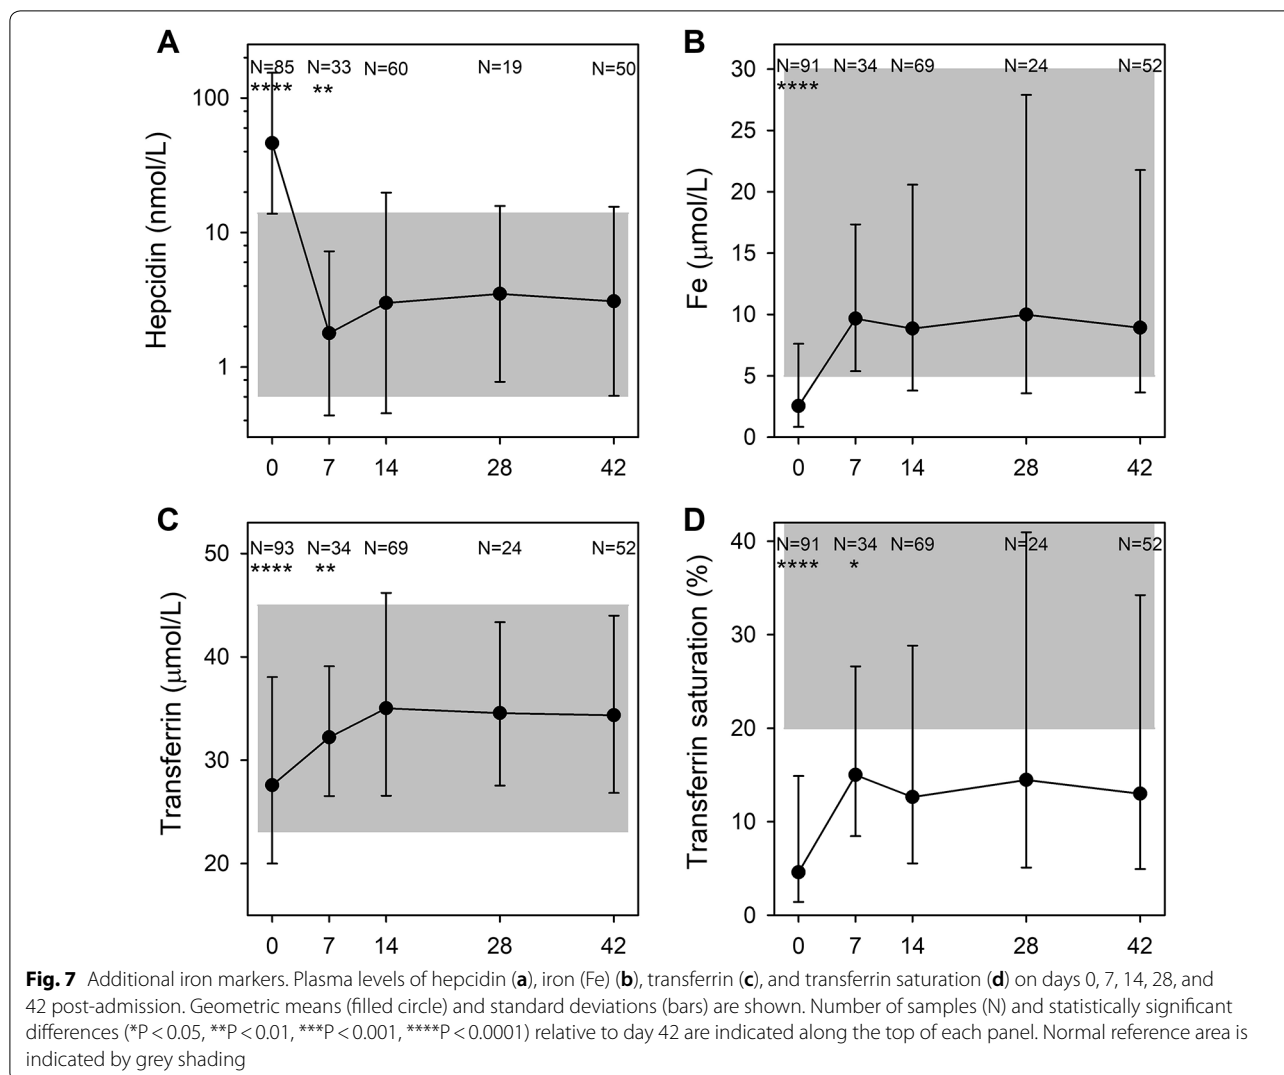 A
N=85 N=33 N=60 N=19 N=50
**** **
100
10
1
Hepcidin (nmol/L)
0 7 14 28 42
B
N=91 N=34 N=69 N=24 N=52
****
30
25
20
15
10
5
0
Fe (μmol/L)
0 7 14 28 42
C
N=93 N=34 N=69 N=24 N=52
**** **
50
40
30
20
Transferrin (μmol/L)
0 7 14 28 42
D
N=91 N=34 N=69 N=24 N=52
**** *
40
30
20
10
0
Transferrin saturation (%)
0 7 14 28 42
Fig. 7 Additional iron markers. Plasma levels of hepcidin (a), iron (Fe) (b), transferrin (c), and transferrin saturation (d) on days 0, 7, 14, 28, and
42 post-admission. Geometric means (filled circle) and standard deviations (bars) are shown. Number of samples (N) and statistically significant
differences (*P < 0.05, **P < 0.01, ***P < 0.001, ****P < 0.0001) relative to day 42 are indicated along the top of each panel. Normal reference area is
indicated by grey shading